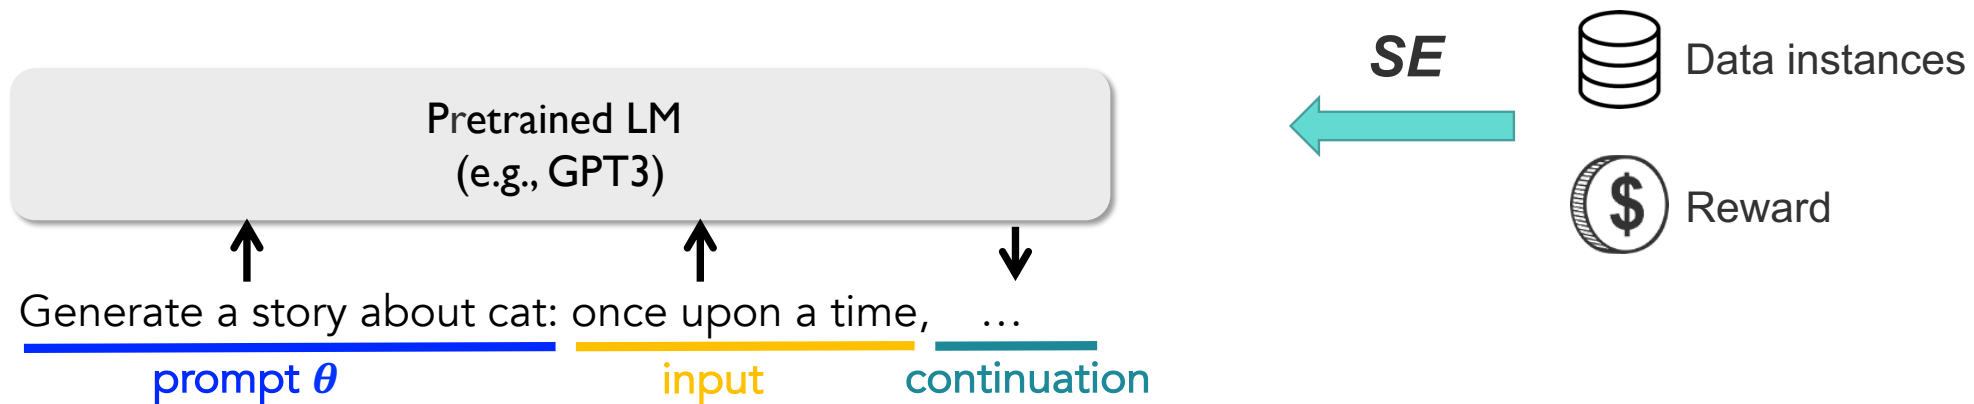 Pretrained LM
(e.g., GPT3)
SE
Data instances
$
Reward
Generate a story about cat: once upon a time, ...
prompt θ
input
continuation